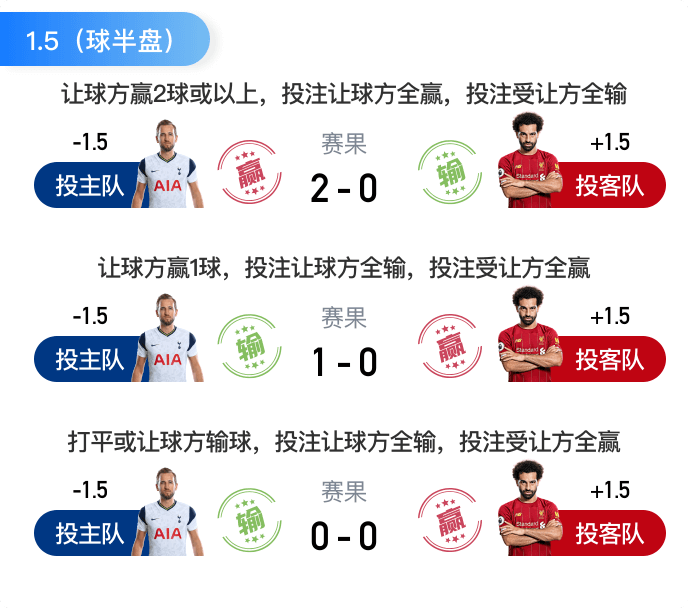 1.5（球半盘）
让球方赢2球或以上，投注让球方全赢，投注受让方全输
-1.5 赛果 +1.5
投主队 AIA 赢 2-0 输 Standard 投客队
让球方赢1球，投注让球方全输，投注受让方全赢
-1.5 赛果 +1.5
投主队 AIA 输 1-0 赢 Standard 投客队
打平或让球方输球，投注让球方全输，投注受让方全赢
-1.5 赛果 +1.5
投主队 AIA 输 0-0 赢 Standard 投客队